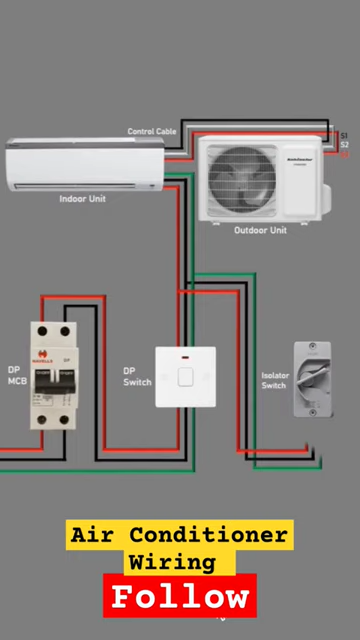 Control Cable
S1
S2
Indoor Unit
Outdoor Unit
HAVELLS
DP
DP
MCB
DP
Switch
Isolator
Switch
Air Conditioner
Wiring
Follow